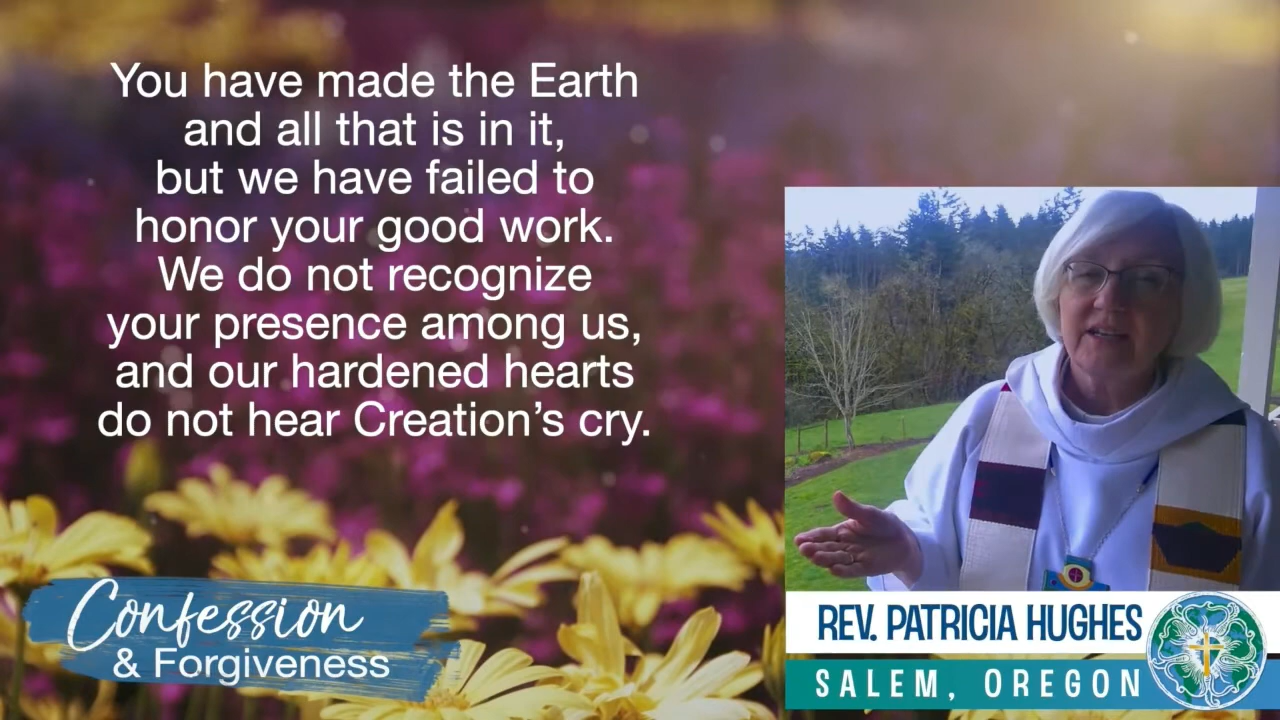 You have made the Earth
and all that is in it,
but we have failed to
honor your good work.
We do not recognize
your presence among us,
and our hardened hearts
do not hear Creation’s cry.
Confession
& Forgiveness
REV. PATRICIA HUGHES
SALEM, OREGON